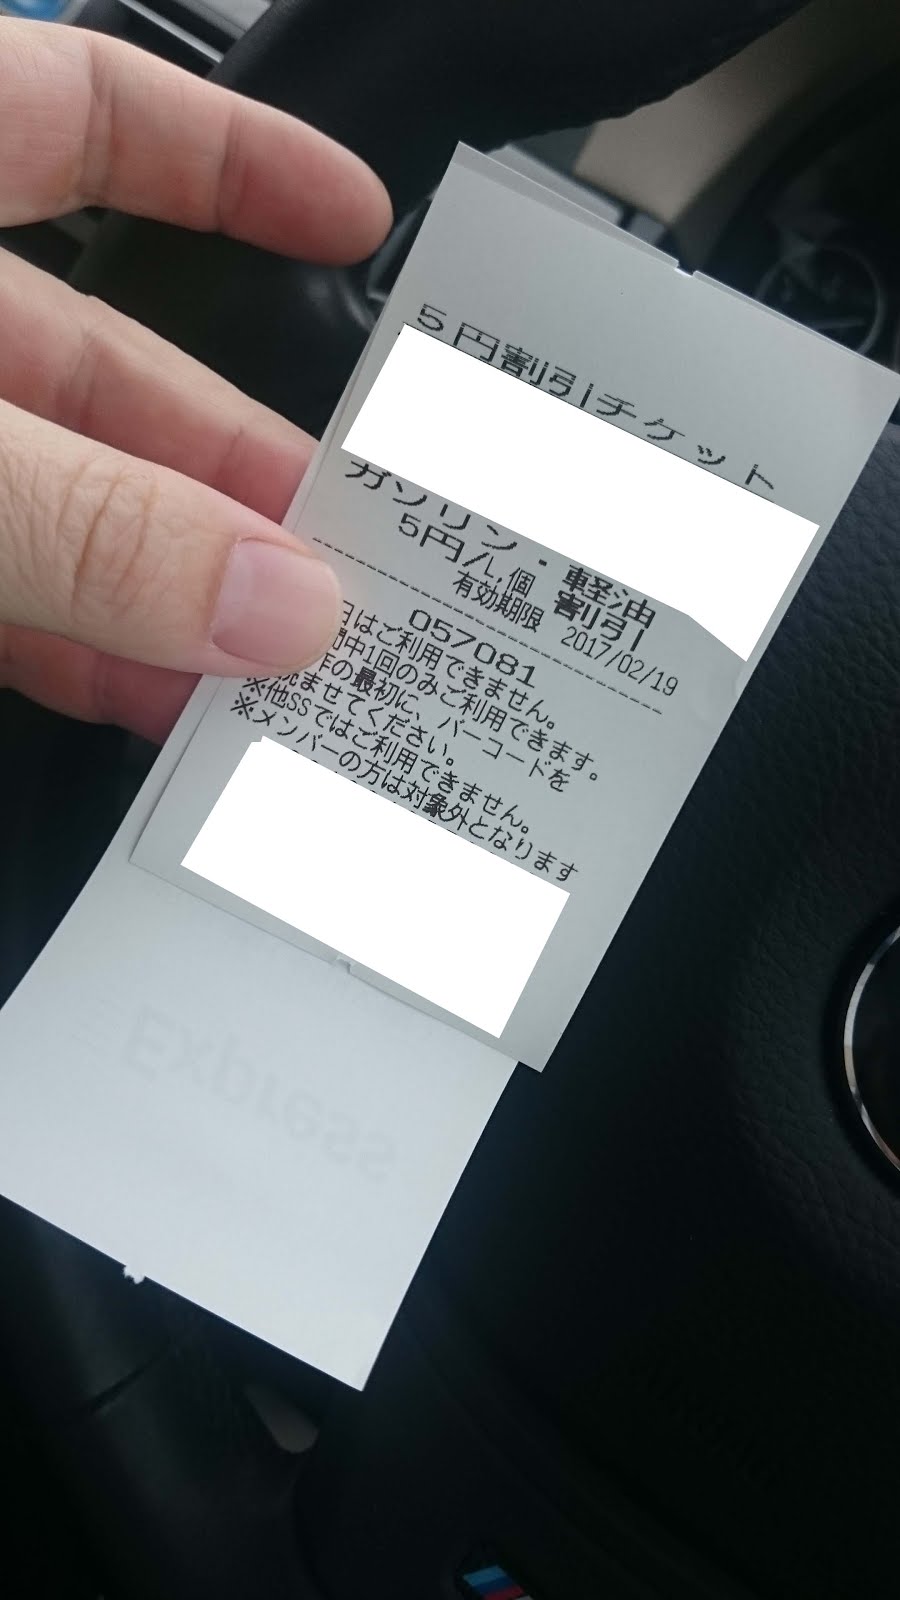 5円割引チケット
ガソリン・軽油
5円/L,個 割引
有効期限 2017/02/19
057081
日はご利用できません。
間中1回のみご利用できます。
作の最初に、バーコードを
ませてください。
※他SSではご利用できません。
※メンバーの方は対象外となります
Express